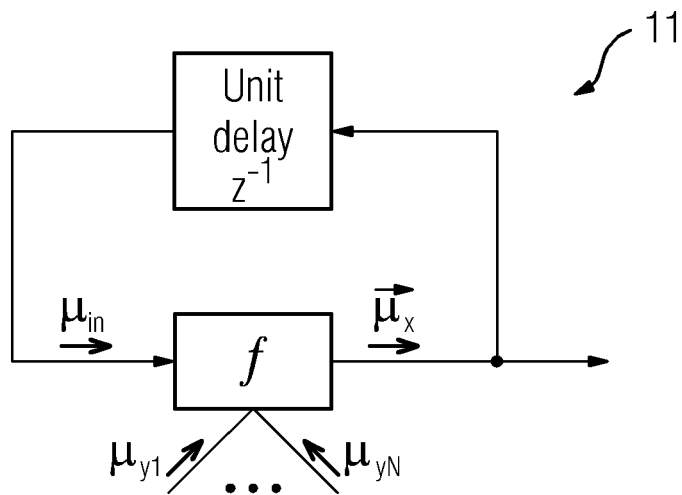 11
Unit
delay
z⁻¹
μin
f
μx
μy1
μyN
...